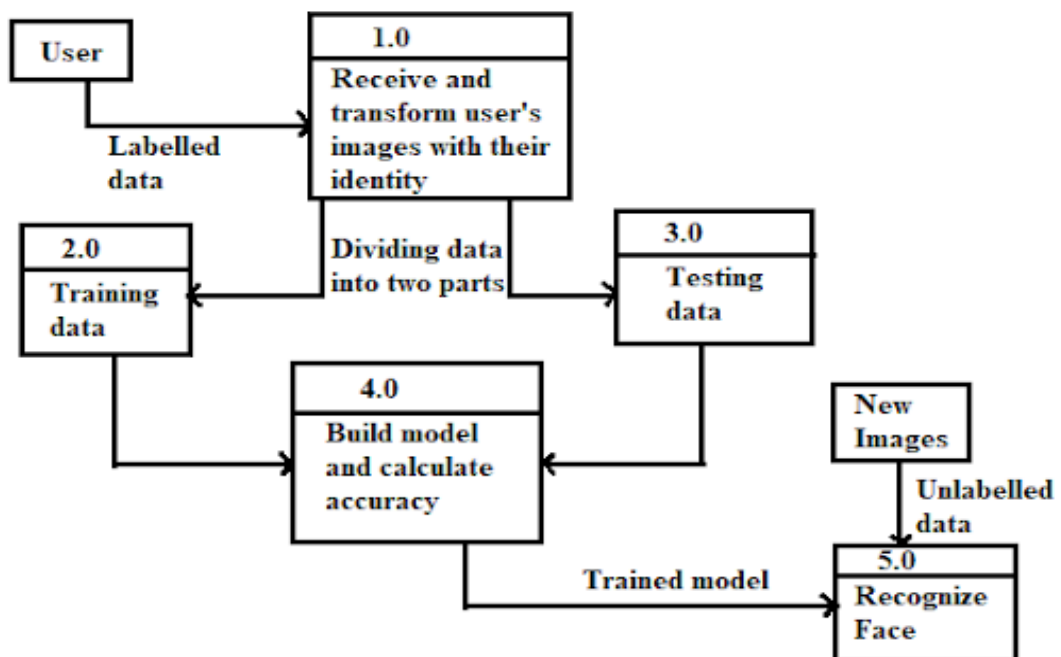 User
1.0
Receive and
transform user's
images with their
identity
Labelled
data
Dividing data
into two parts
2.0
Training
data
3.0
Testing
data
4.0
Build model
and calculate
accuracy
New
Images
Unlabelled
data
Trained model
5.0
Recognize
Face